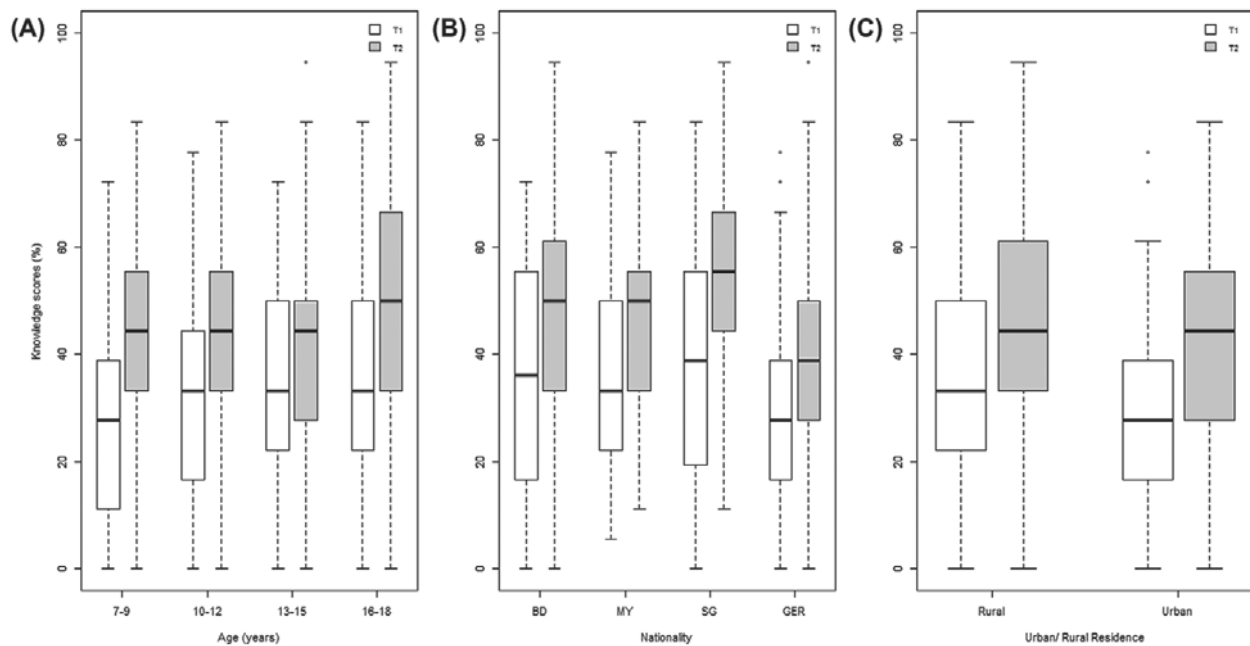 (A)
T1
T2
100
80
60
40
20
0
Knowledge scores (%)
7-9 10-12 13-15 16-18
Age (years)
(B)
T1
T2
100
80
60
40
20
0
BD MY SG GER
Nationality
(C)
T1
T2
100
80
60
40
20
0
Rural Urban
Urban/ Rural Residence